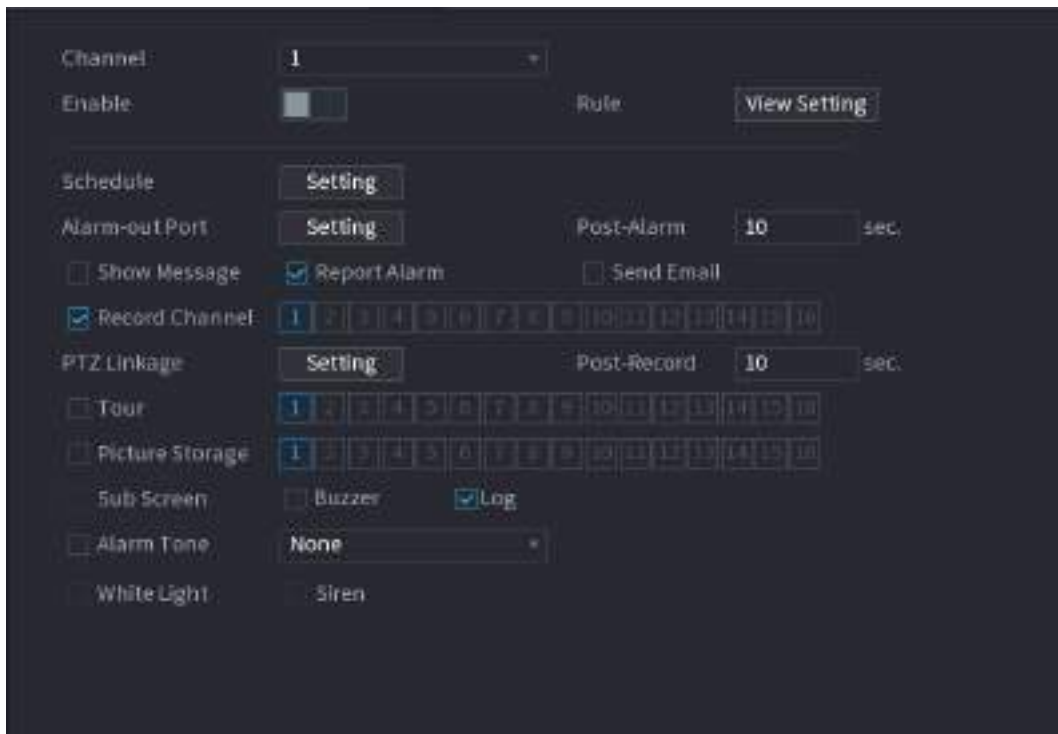 Channel 1
Enable Rule View Setting
Schedule Setting
Alarm-out Port Setting Post-Alarm 10 sec.
Show Message Report Alarm Send Email
Record Channel 1 2 3 4 5 6 7 8 9 10 11 12 13 14 15 16
PTZ Linkage Setting Post-Record 10 sec.
Tour 1 2 3 4 5 6 7 8 9 10 11 12 13 14 15 16
Picture Storage 1 2 3 4 5 6 7 8 9 10 11 12 13 14 15 16
Sub Screen Buzzer Log
Alarm Tone None
White Light Siren